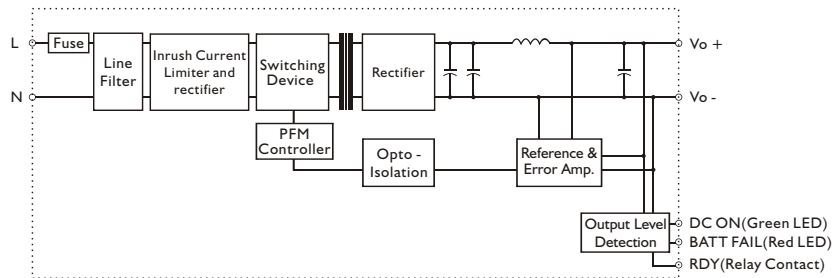 L
Fuse
Line
Filter
Inrush Current
Limiter and
rectifier
Switching
Device
Rectifier
Vo +
N
Vo -
PFM
Controller
Opto -
Isolation
Reference &
Error Amp.
Output Level
Detection
DC ON(Green LED)
BATT FAIL(Red LED)
RDY(Relay Contact)